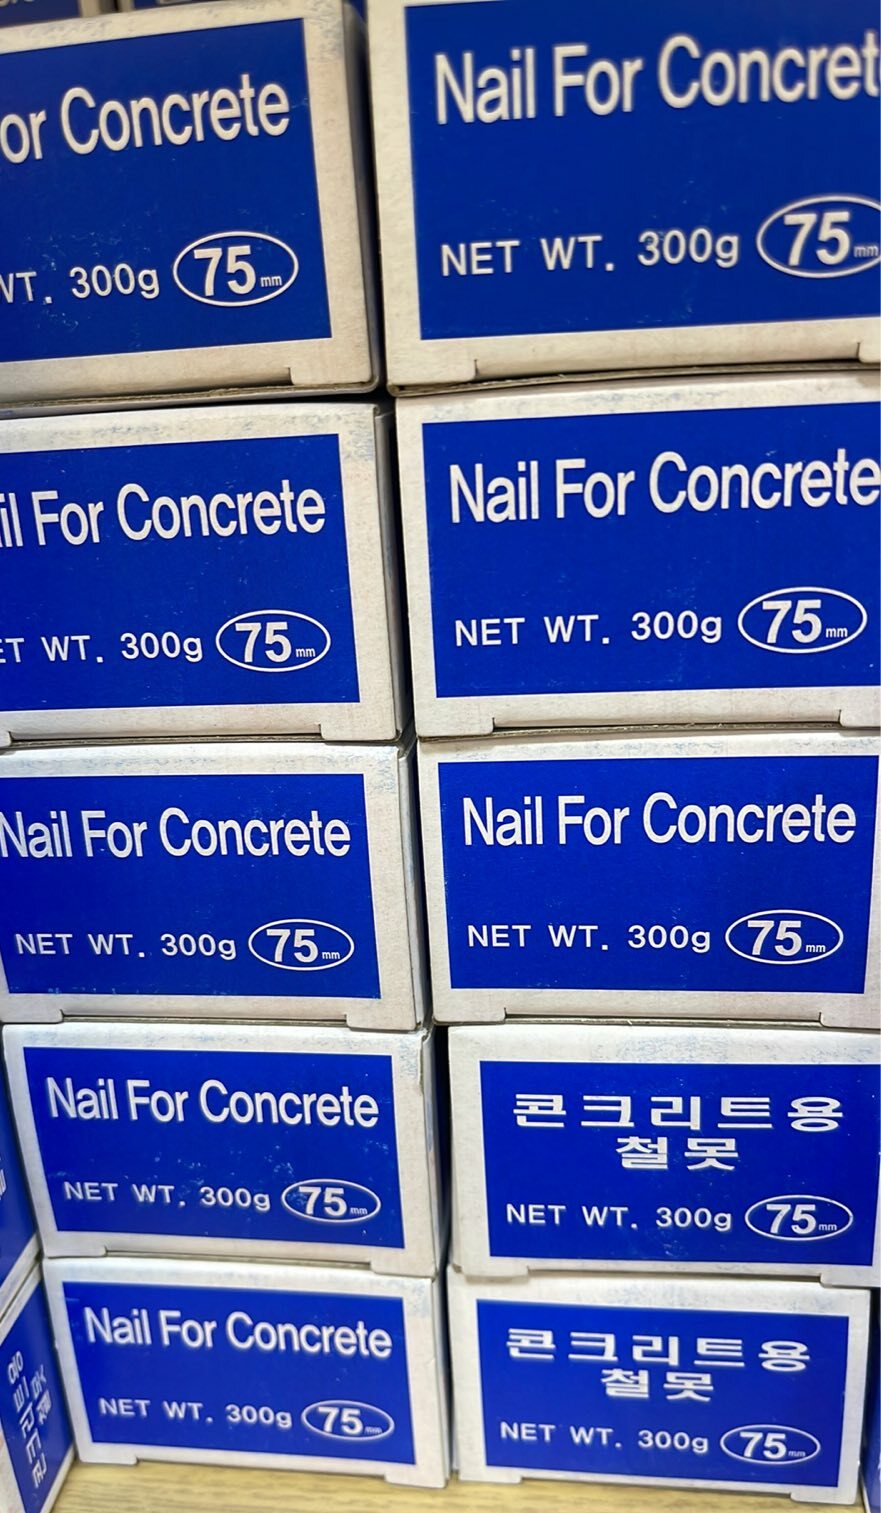 or Concrete
WT. 300g 75mm
Nail For Concret
NET WT. 300g 75mm
il For Concrete
ET WT. 300g 75mm
Nail For Concrete
NET WT. 300g 75mm
Nail For Concrete
NET WT. 300g 75mm
Nail For Concrete
NET WT. 300g 75mm
Nail For Concrete
NET WT. 300g 75mm
콘크리트용
철못
NET WT. 300g 75mm
Nail For Concrete
NET WT. 300g 75mm
콘크리트용
철못
NET WT. 300g 75mm